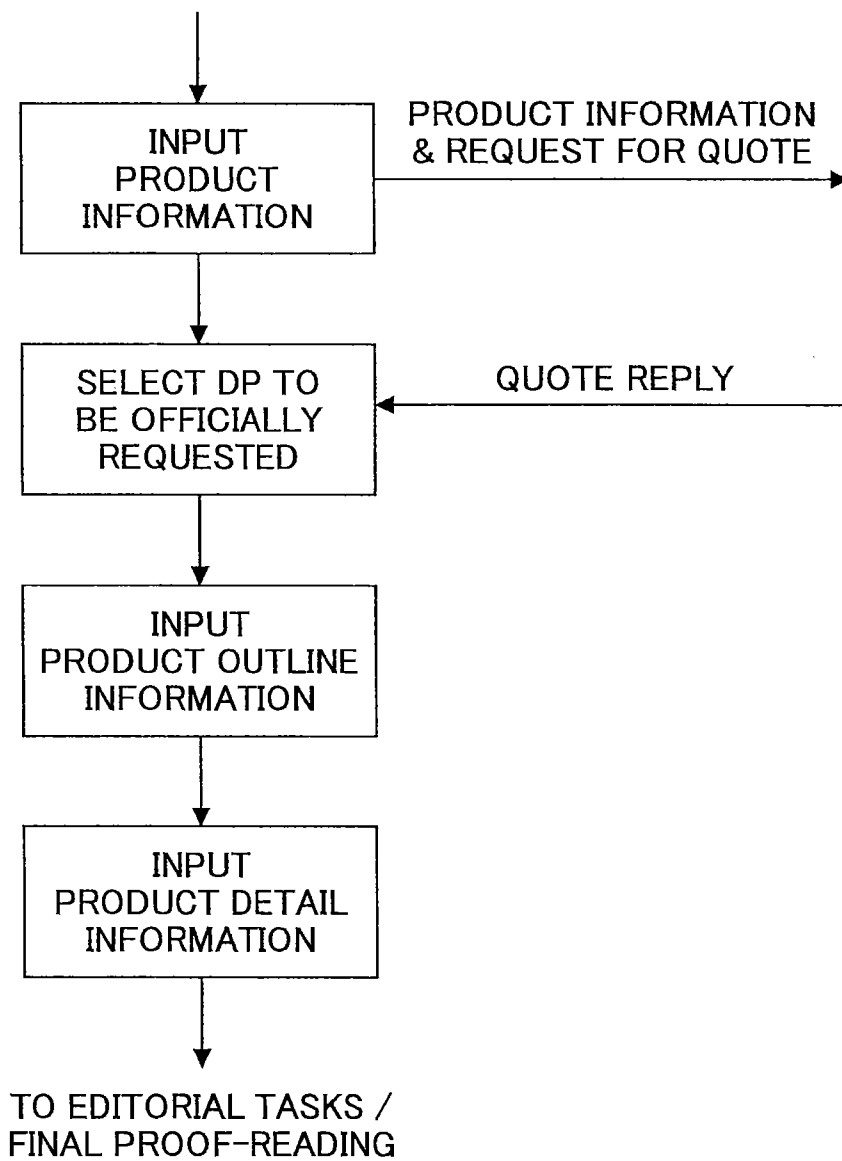 INPUT
PRODUCT
INFORMATION
PRODUCT INFORMATION
& REQUEST FOR QUOTE
SELECT DP TO
BE OFFICIALLY
REQUESTED
QUOTE REPLY
INPUT
PRODUCT OUTLINE
INFORMATION
INPUT
PRODUCT DETAIL
INFORMATION
TO EDITORIAL TASKS /
FINAL PROOF-READING